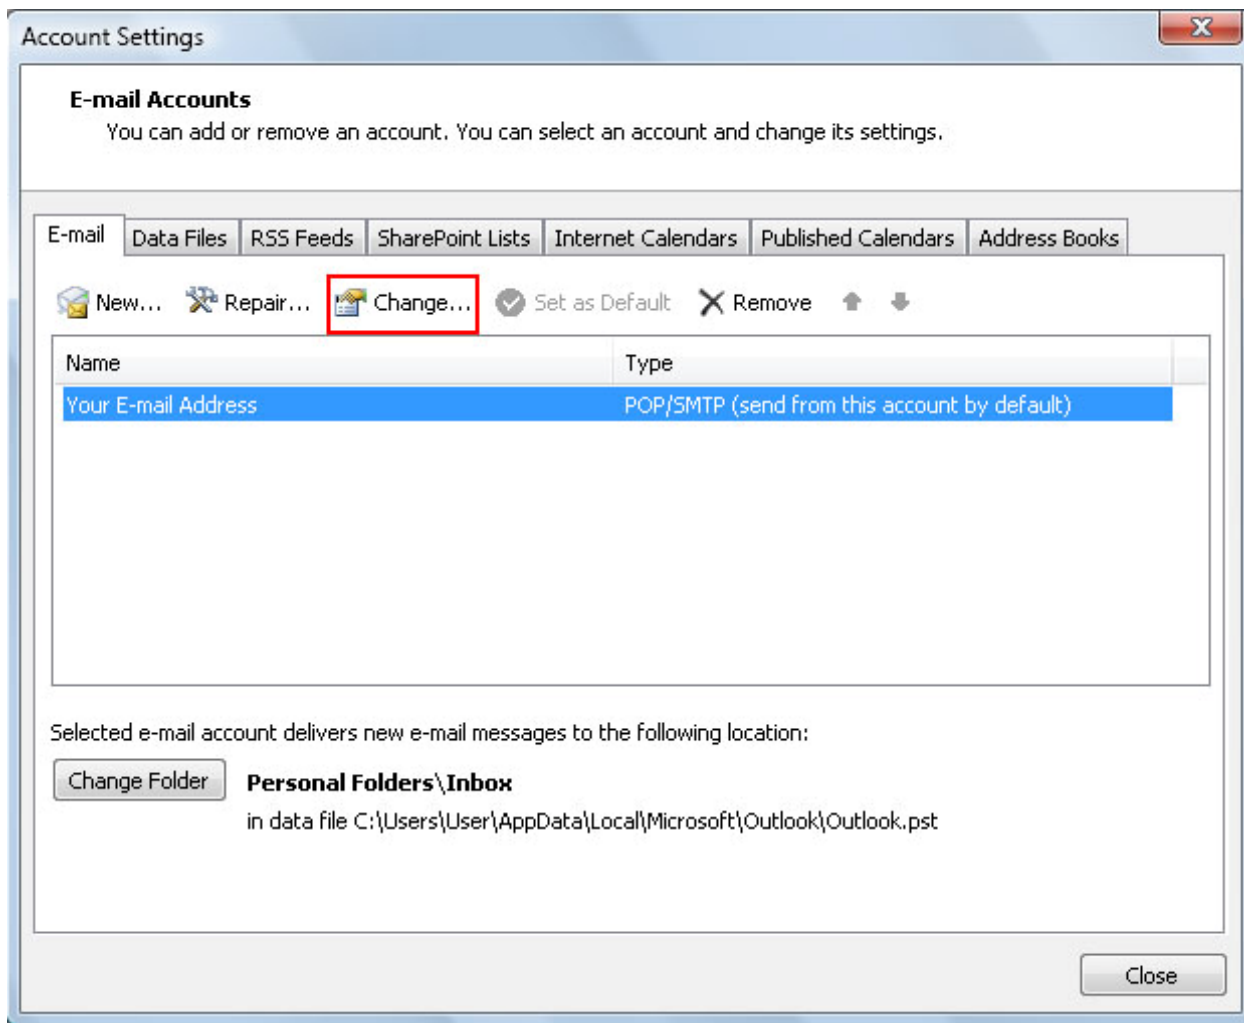 Account Settings
E-mail Accounts
You can add or remove an account. You can select an account and change its settings.
E-mail Data Files RSS Feeds SharePoint Lists Internet Calendars Published Calendars Address Books
New... Repair... Change... Set as Default Remove
Name Type
Your E-mail Address POP/SMTP (send from this account by default)
Selected e-mail account delivers new e-mail messages to the following location:
Change Folder Personal Folders\Inbox
in data file C:\Users\User\AppData\Local\Microsoft\Outlook\Outlook.pst
Close